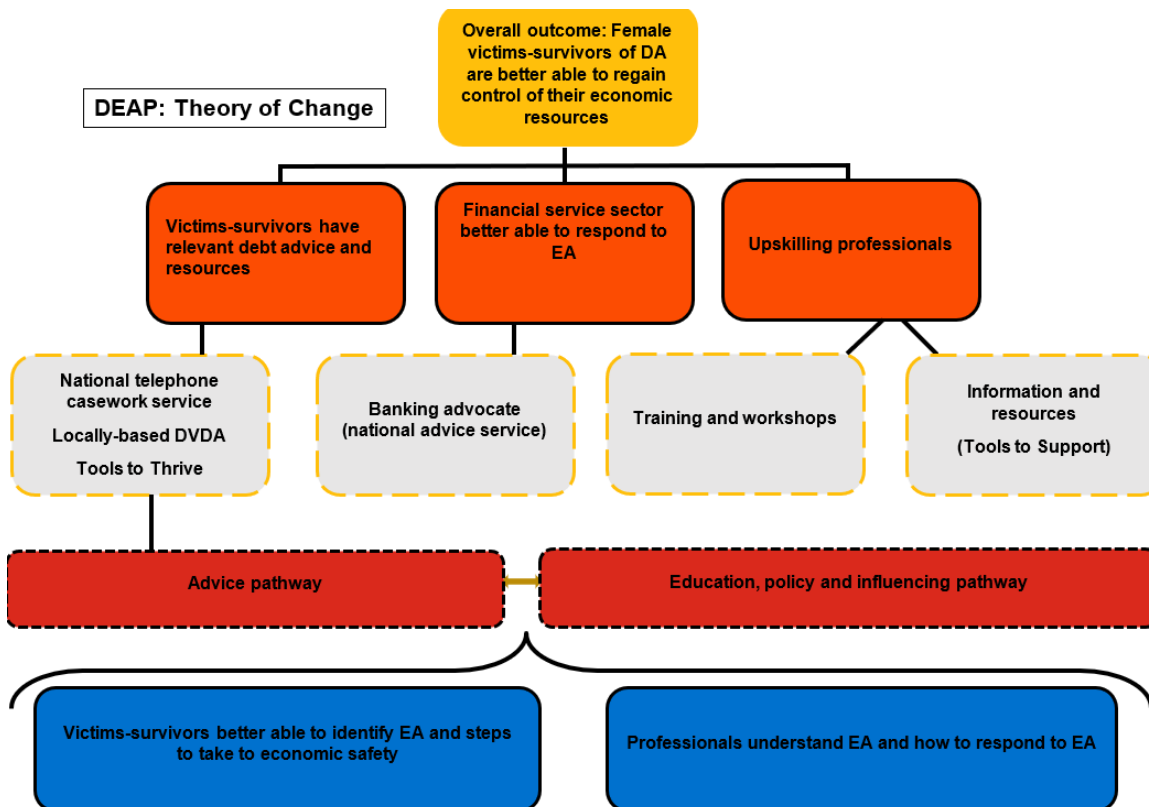 Overall outcome: Female
victims-survivors of DA
are better able to regain
control of their economic
resources
DEAP: Theory of Change
Victims-survivors have
relevant debt advice and
resources
Financial service sector
better able to respond to
EA
Upskilling professionals
National telephone
casework service
Locally-based DVDA
Tools to Thrive
Banking advocate
(national advice service)
Training and workshops
Information and
resources
(Tools to Support)
Advice pathway
Education, policy and influencing pathway
Victims-survivors better able to identify EA and steps
to take to economic safety
Professionals understand EA and how to respond to EA